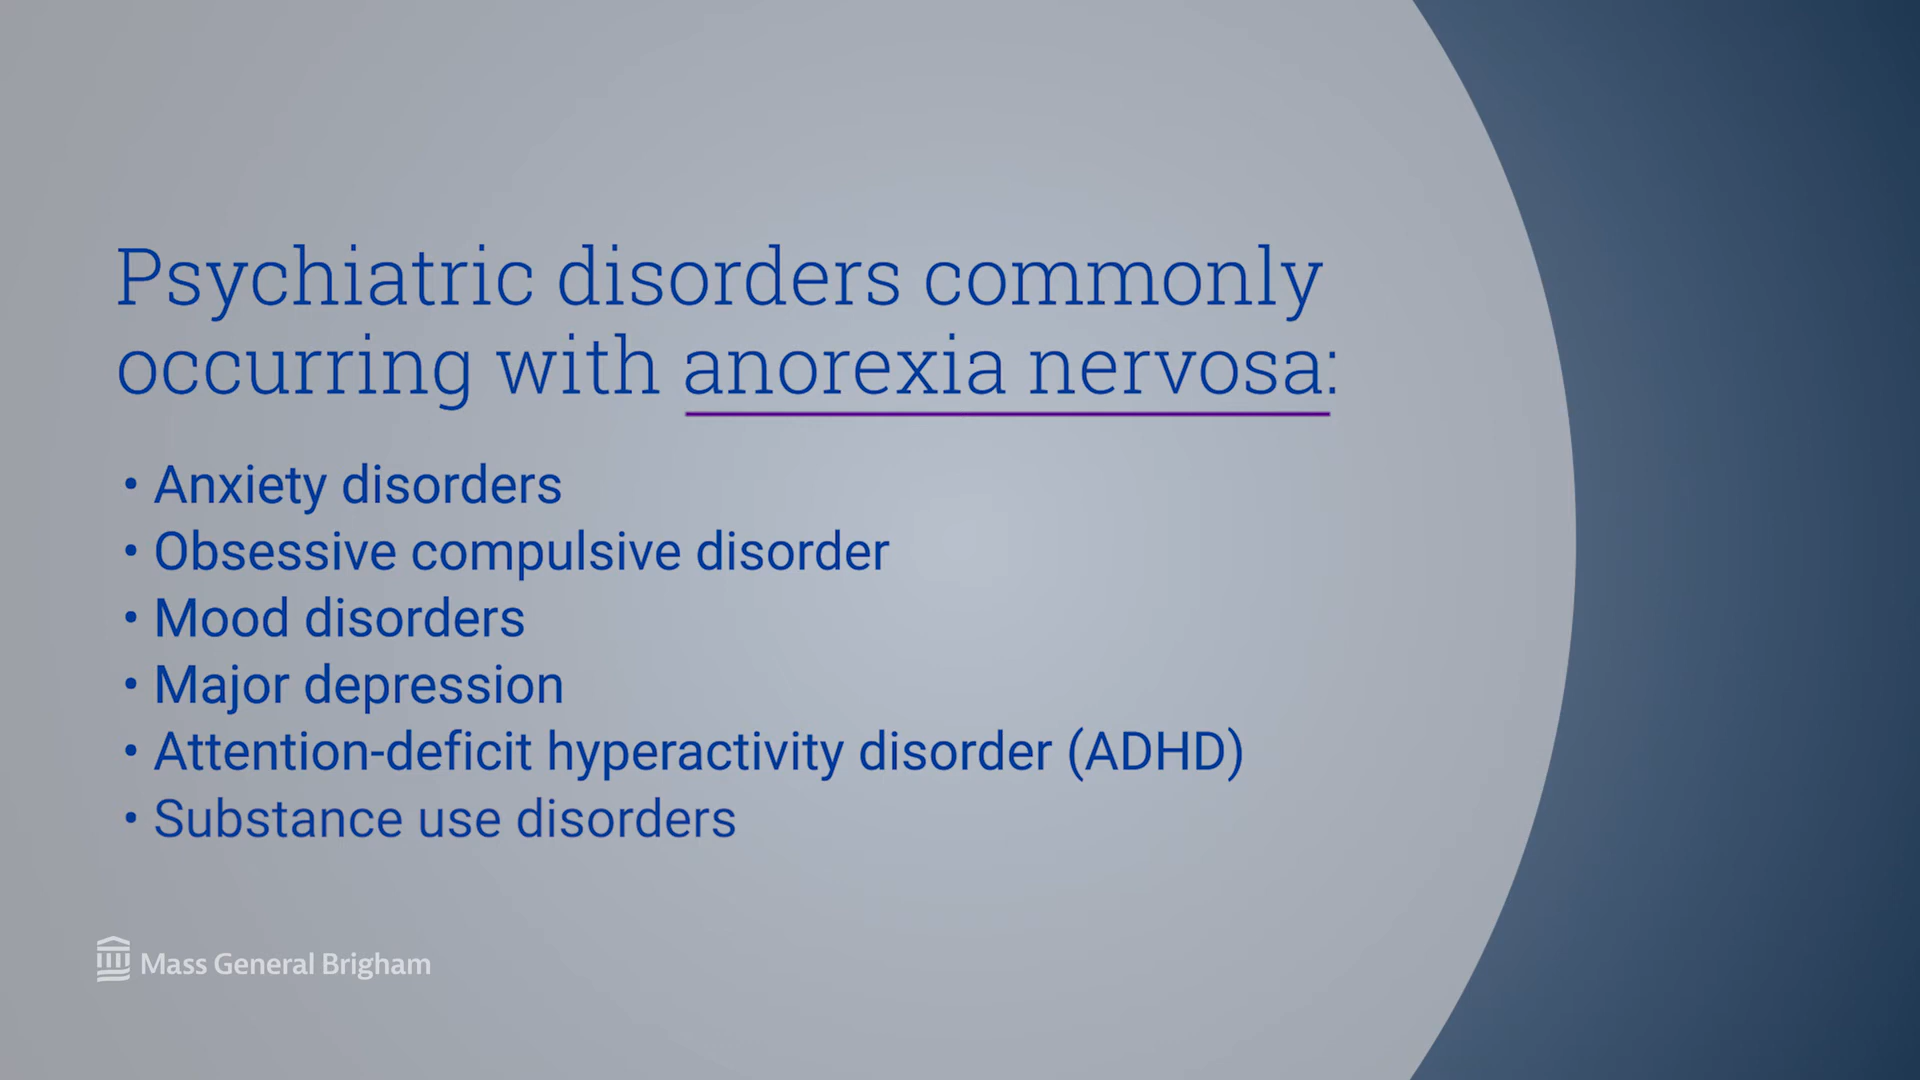 Psychiatric disorders commonly
occurring with anorexia nervosa:
• Anxiety disorders
• Obsessive compulsive disorder
• Mood disorders
• Major depression
• Attention-deficit hyperactivity disorder (ADHD)
• Substance use disorders
Mass General Brigham